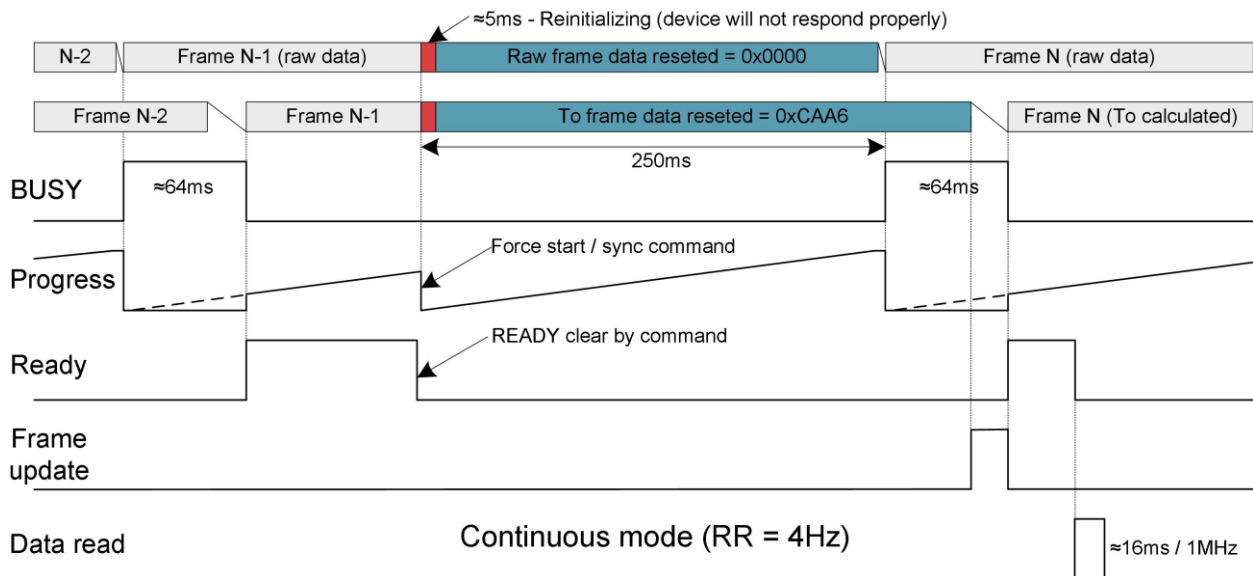 ≈5ms - Reinitializing (device will not respond properly)
N-2
Frame N-1 (raw data)
Raw frame data reseted = 0x0000
Frame N (raw data)
Frame N-2
Frame N-1
To frame data reseted = 0xCAA6
Frame N (To calculated)
250ms
BUSY
≈64ms
≈64ms
Progress
Force start / sync command
Ready
READY clear by command
Frame
update
Data read
Continuous mode (RR = 4Hz)
≈16ms / 1MHz